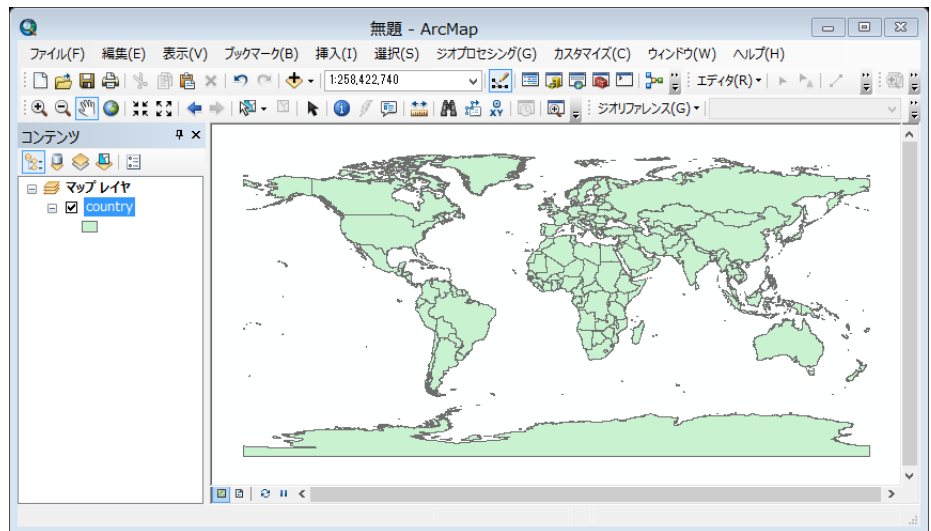 無題 - ArcMap
ファイル(F) 編集(E) 表示(V) ブックマーク(B) 挿入(I) 選択(S) ジオプロセシング(G) カスタマイズ(C) ウィンドウ(W) ヘルプ(H)
1:258,422,740 エディタ(R)
XY ジオリファレンス(G)
コンテンツ
マップ レイヤ
country